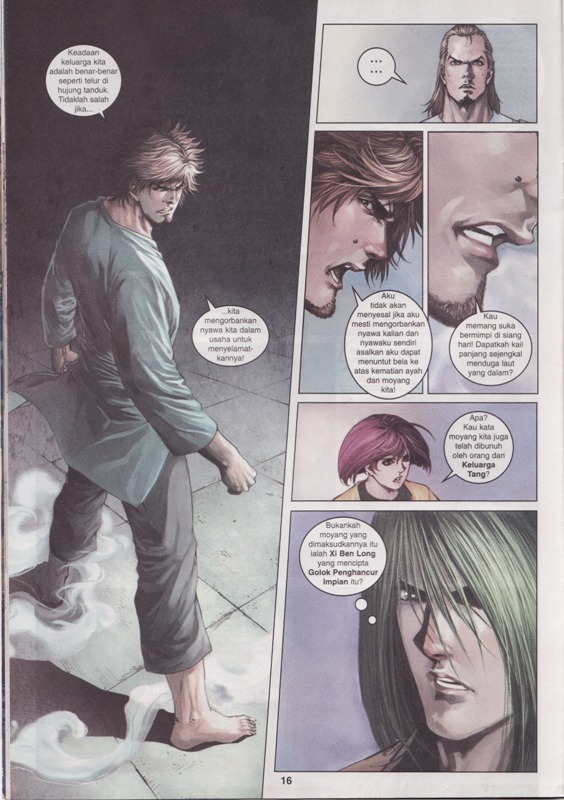 Keadaan
keluarga kita
adalah benar-benar
seperti telur di
hujung tanduk.
Tidaklah salah
jika...
...kita
mengorbankan
nyawa kita dalam
usaha untuk
menyelamat-
kannya!
...
...
Aku
tidak akan
menyesal jika aku
mesti mengorbankan
nyawa kalian dan
nyawaku sendiri
asalkan aku dapat
menuntut bela ke
atas kematian ayah
dan moyang
kita!
Kau
memang suka
bermimpi di siang
hari! Dapatkah kail
panjang sejengkal
menduga laut
yang dalam?
Apa?
Kau kata
moyang kita juga
telah dibunuh
oleh orang dari
Keluarga
Tang?
Bukankah
moyang yang
dimaksudkannya itu
ialah Xi Ben Long
yang mencipta
Golok Penghancur
Impian itu?
16